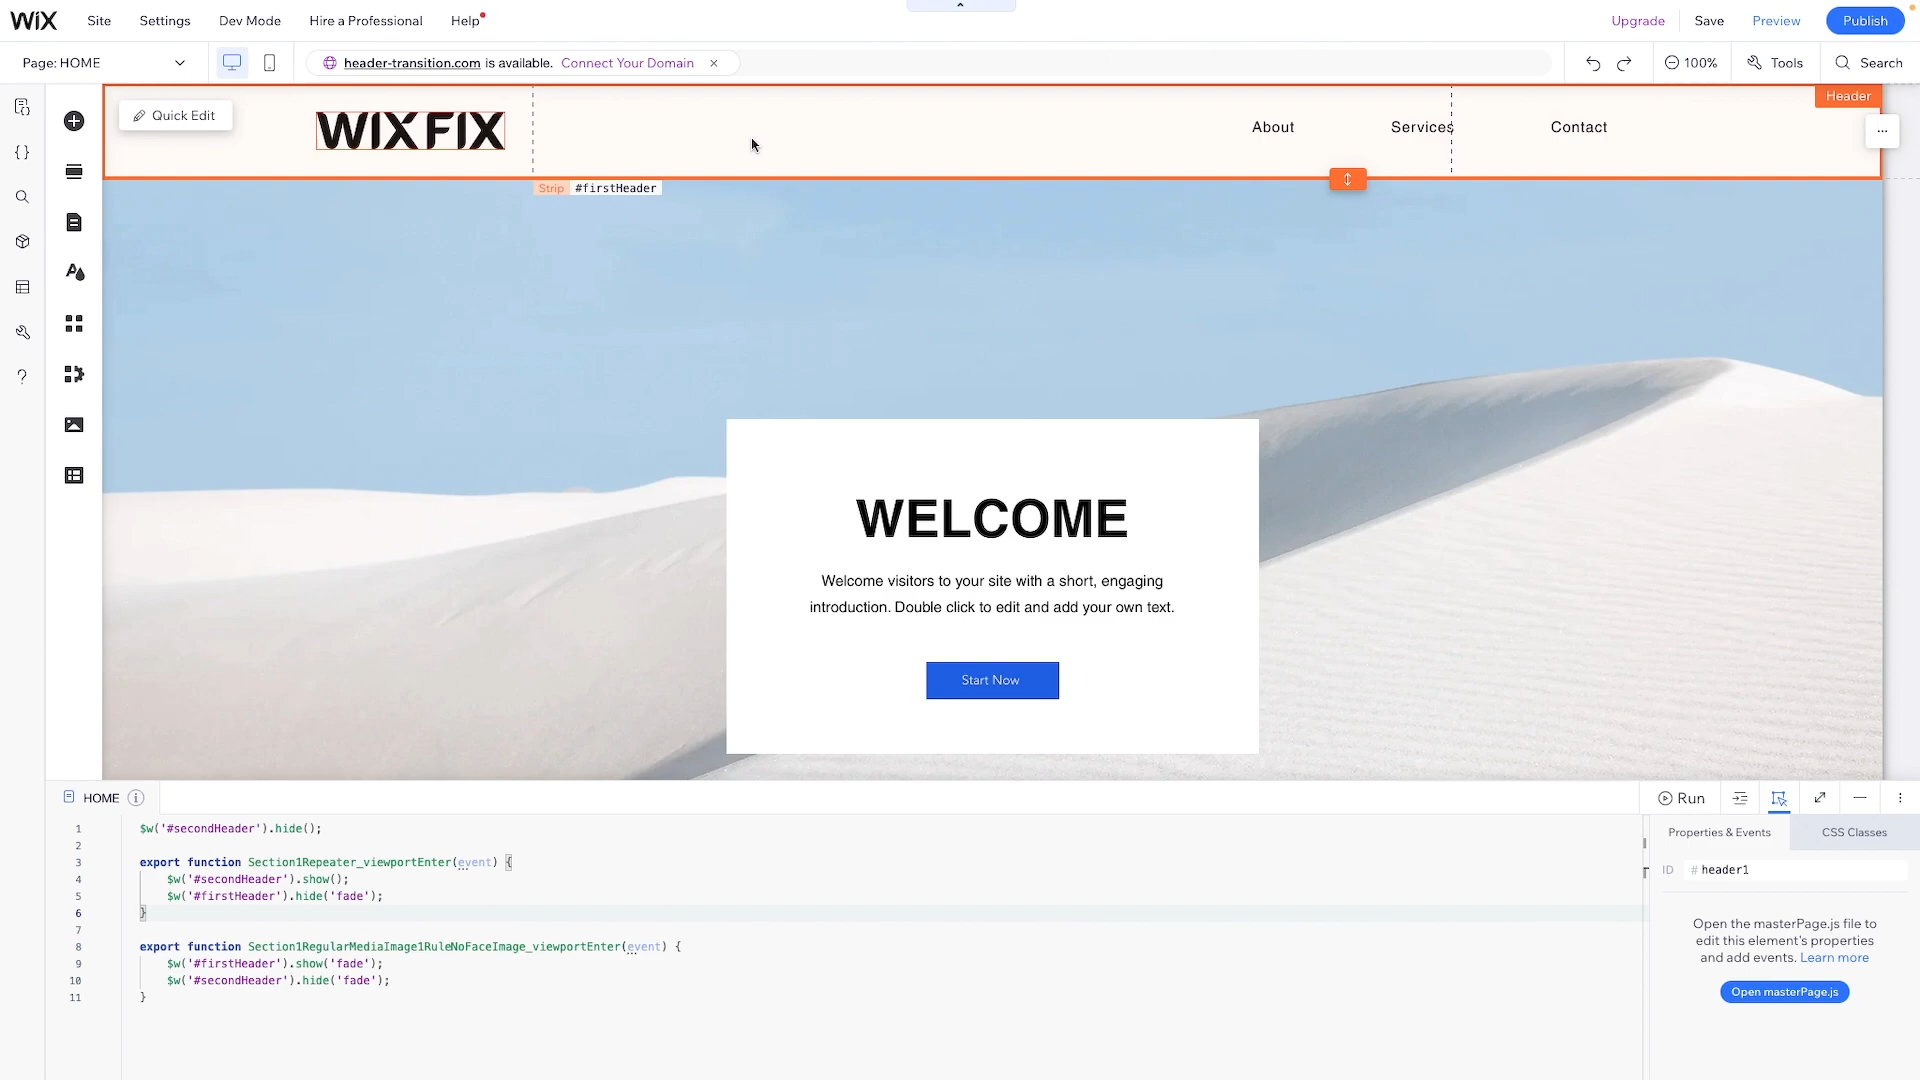 WiX Site Settings Dev Mode Hire a Professional Help Upgrade Save Preview Publish
Page: HOME header-transition.com is available. Connect Your Domain × 100% Tools Search
Header
Quick Edit WIXFIX About Services Contact ...
Strip #firstHeader
WELCOME
Welcome visitors to your site with a short, engaging
introduction. Double click to edit and add your own text.
Start Now
HOME Run
1 $w('#secondHeader').hide();
2
3 export function Section1Repeater_viewportEnter(event) {
4 $w('#secondHeader').show();
5 $w('#firstHeader').hide('fade');
6 }
7
8 export function Section1RegularMediaImage1RuleNoFaceImage_viewportEnter(event) {
9 $w('#firstHeader').show('fade');
10 $w('#secondHeader').hide('fade');
11 }
Properties & Events CSS Classes
ID # header1
Open the masterPage.js file to
edit this element's properties
and add events. Learn more
Open masterPage.js